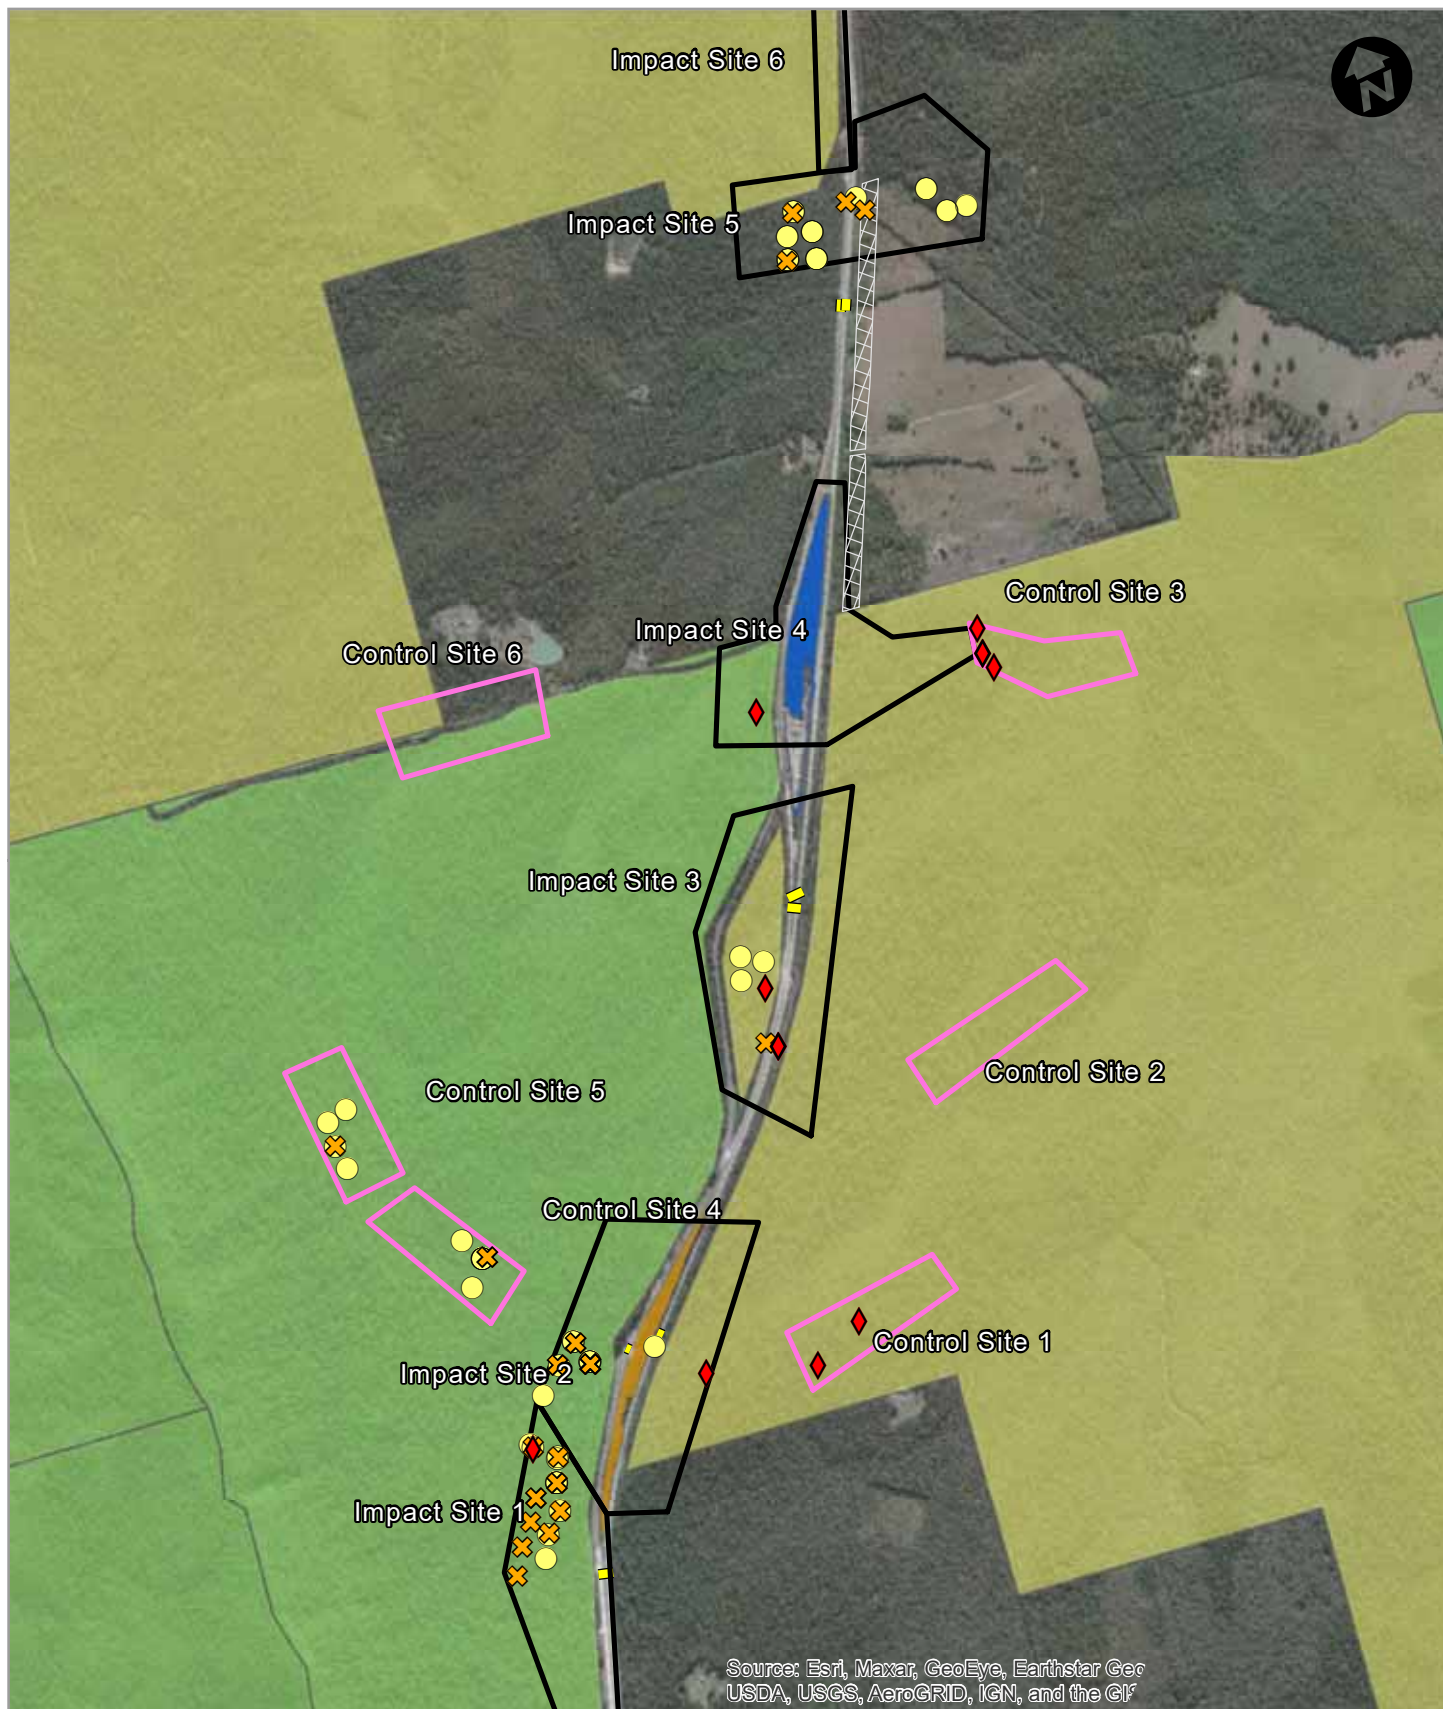 Impact Site 6
N
Impact Site 5
Control Site 3
Impact Site 4
Control Site 6
Impact Site 3
Control Site 2
Control Site 5
Control Site 4
Control Site 1
Impact Site 2
Impact Site 1
Source: Esri, Maxar, GeoEye, Earthstar Geo
USDA, USGS, AeroGRID, IGN, and the GI